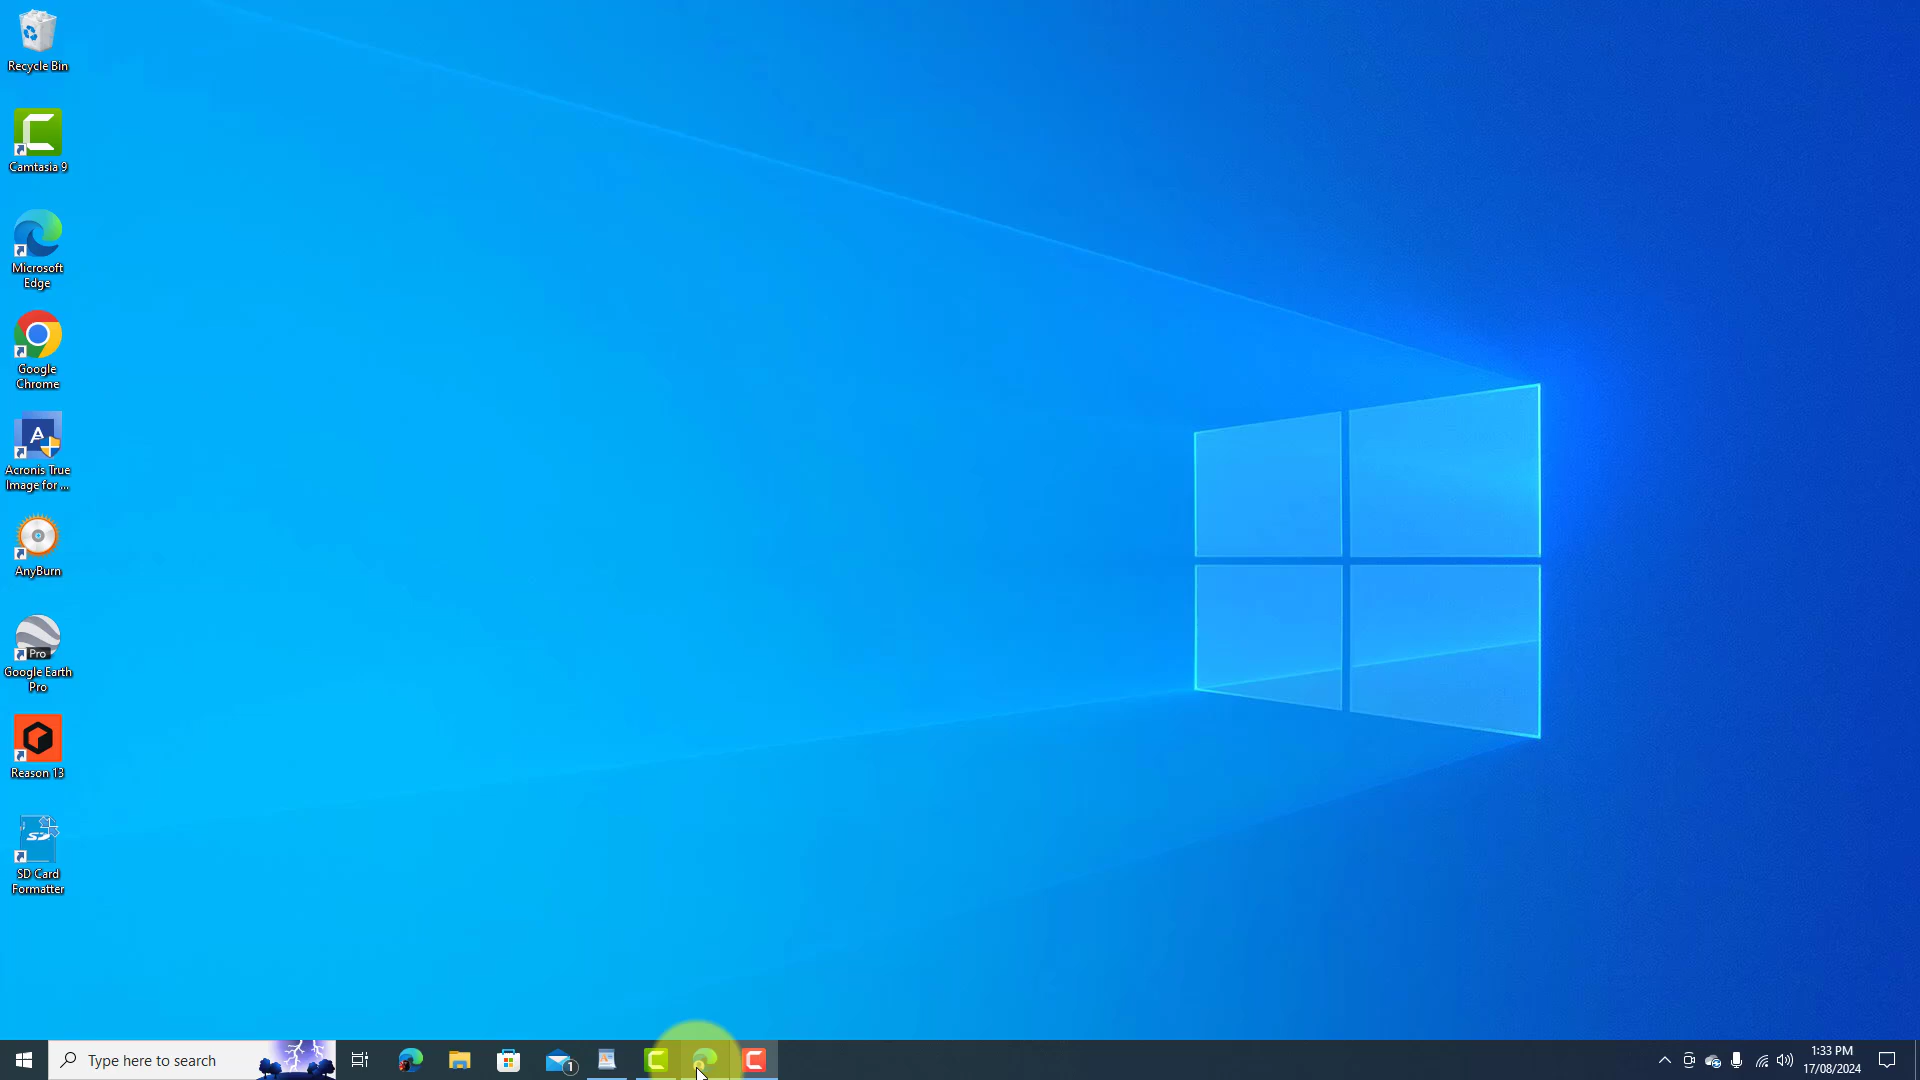 Recycle Bin
Camtasia 9
Microsoft
Edge
Google
Chrome
Acronis True
Image for ...
AnyBurn
Pro
Google Earth
Pro
Reason 13
SD
SD Card
Formatter
Type here to search
1
1:33 PM
17/08/2024